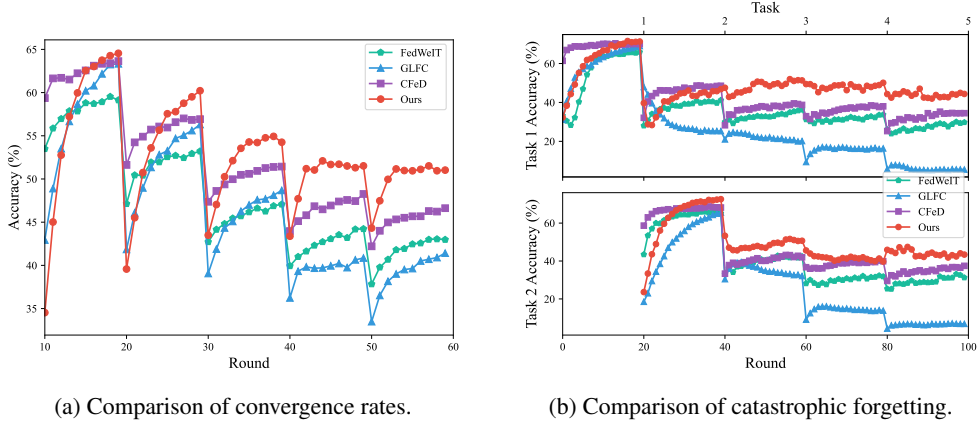 65
60
55
50
45
40
35
Accuracy (%)
FedWeIT
GLFC
CFeD
Ours
10 20 30 40 50 60
Round
(a) Comparison of convergence rates.
Task
1 2 3 4 5
60
40
20
Task 1 Accuracy (%)
FedWeIT
GLFC
CFeD
Ours
60
40
20
Task 2 Accuracy (%)
0 20 40 60 80 100
Round
(b) Comparison of catastrophic forgetting.